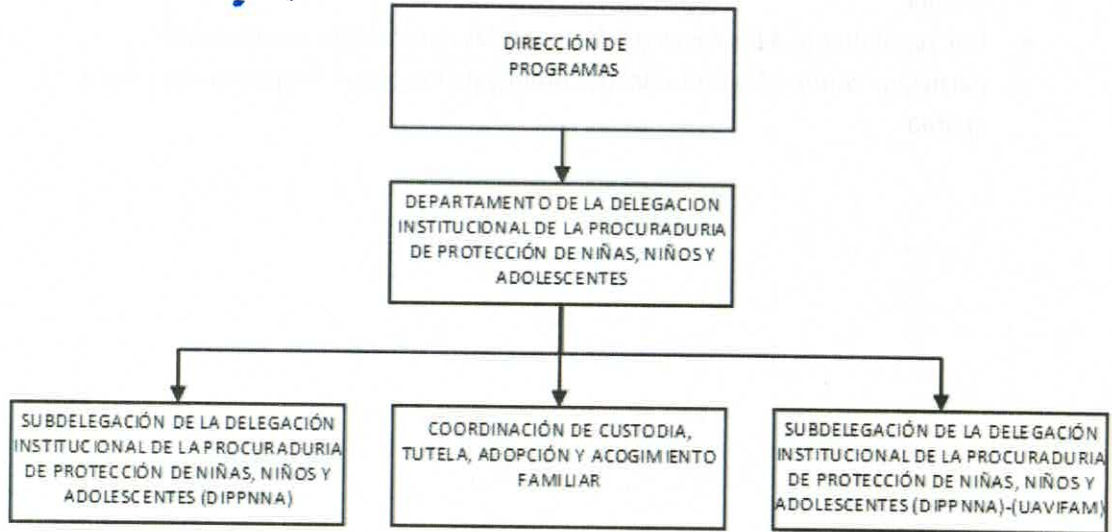 DIRECCIÓN DE
PROGRAMAS
DEPARTAMENTO DE LA DELEGACION
INSTITUCIONAL DE LA PROCURADURIA
DE PROTECCIÓN DE NIÑAS, NIÑOS Y
ADOLESCENTES
SUBDELEGACIÓN DE LA DELEGACIÓN
INSTITUCIONAL DE LA PROCURADURIA
DE PROTECCIÓN DE NIÑAS, NIÑOS Y
ADOLESCENTES (DIPPNNA)
COORDINACIÓN DE CUSTODIA,
TUTELA, ADOPCIÓN Y ACOGIMIENTO
FAMILIAR
SUBDELEGACIÓN DE LA DELEGACIÓN
INSTITUCIONAL DE LA PROCURADURIA
DE PROTECCIÓN DE NIÑAS, NIÑOS Y
ADOLESCENTES (DIPPNNA)-(UAVIFAM)